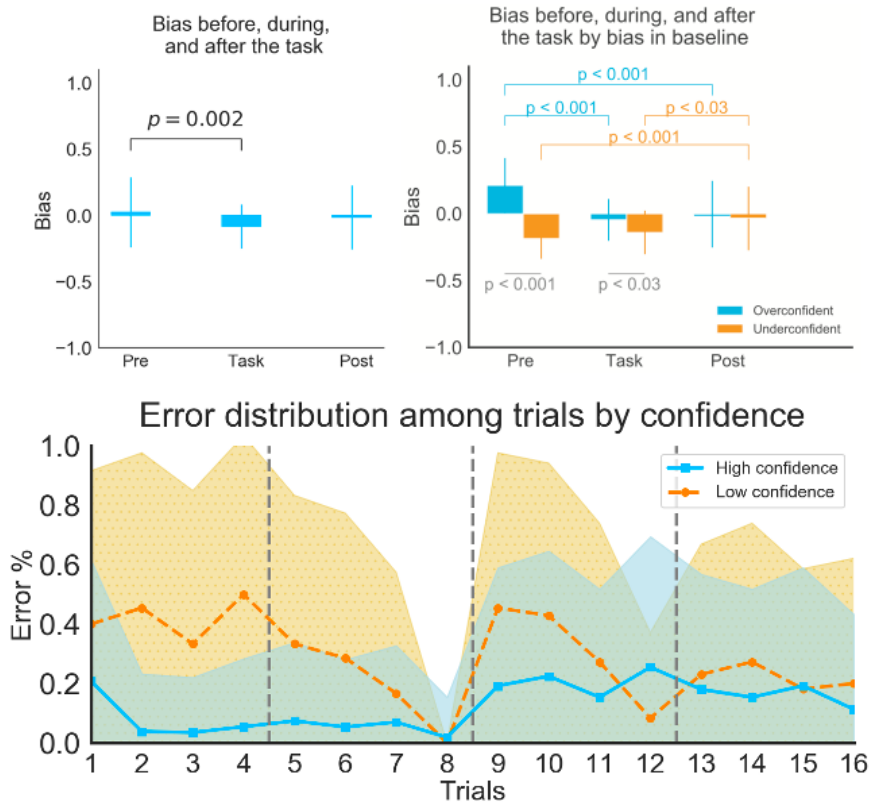 Bias before, during,
and after the task
1.0
0.5
0.0
−0.5
−1.0
Bias
p = 0.002
Pre Task Post
Bias before, during, and after
the task by bias in baseline
1.0
0.5
0.0
−0.5
−1.0
Bias
p < 0.001
p < 0.001
p < 0.03
p < 0.001
p < 0.001
p < 0.03
Overconfident
Underconfident
Pre Task Post
Error distribution among trials by confidence
1.0
0.8
0.6
0.4
0.2
0.0
Error %
High confidence
Low confidence
1 2 3 4 5 6 7 8 9 10 11 12 13 14 15 16
Trials